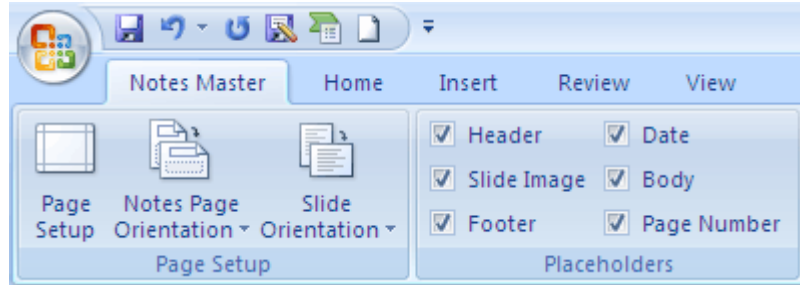 Notes Master Home Insert Review View
Header Date
Slide Image Body
Page Notes Page Slide
Setup Orientation Orientation
Footer Page Number
Page Setup Placeholders